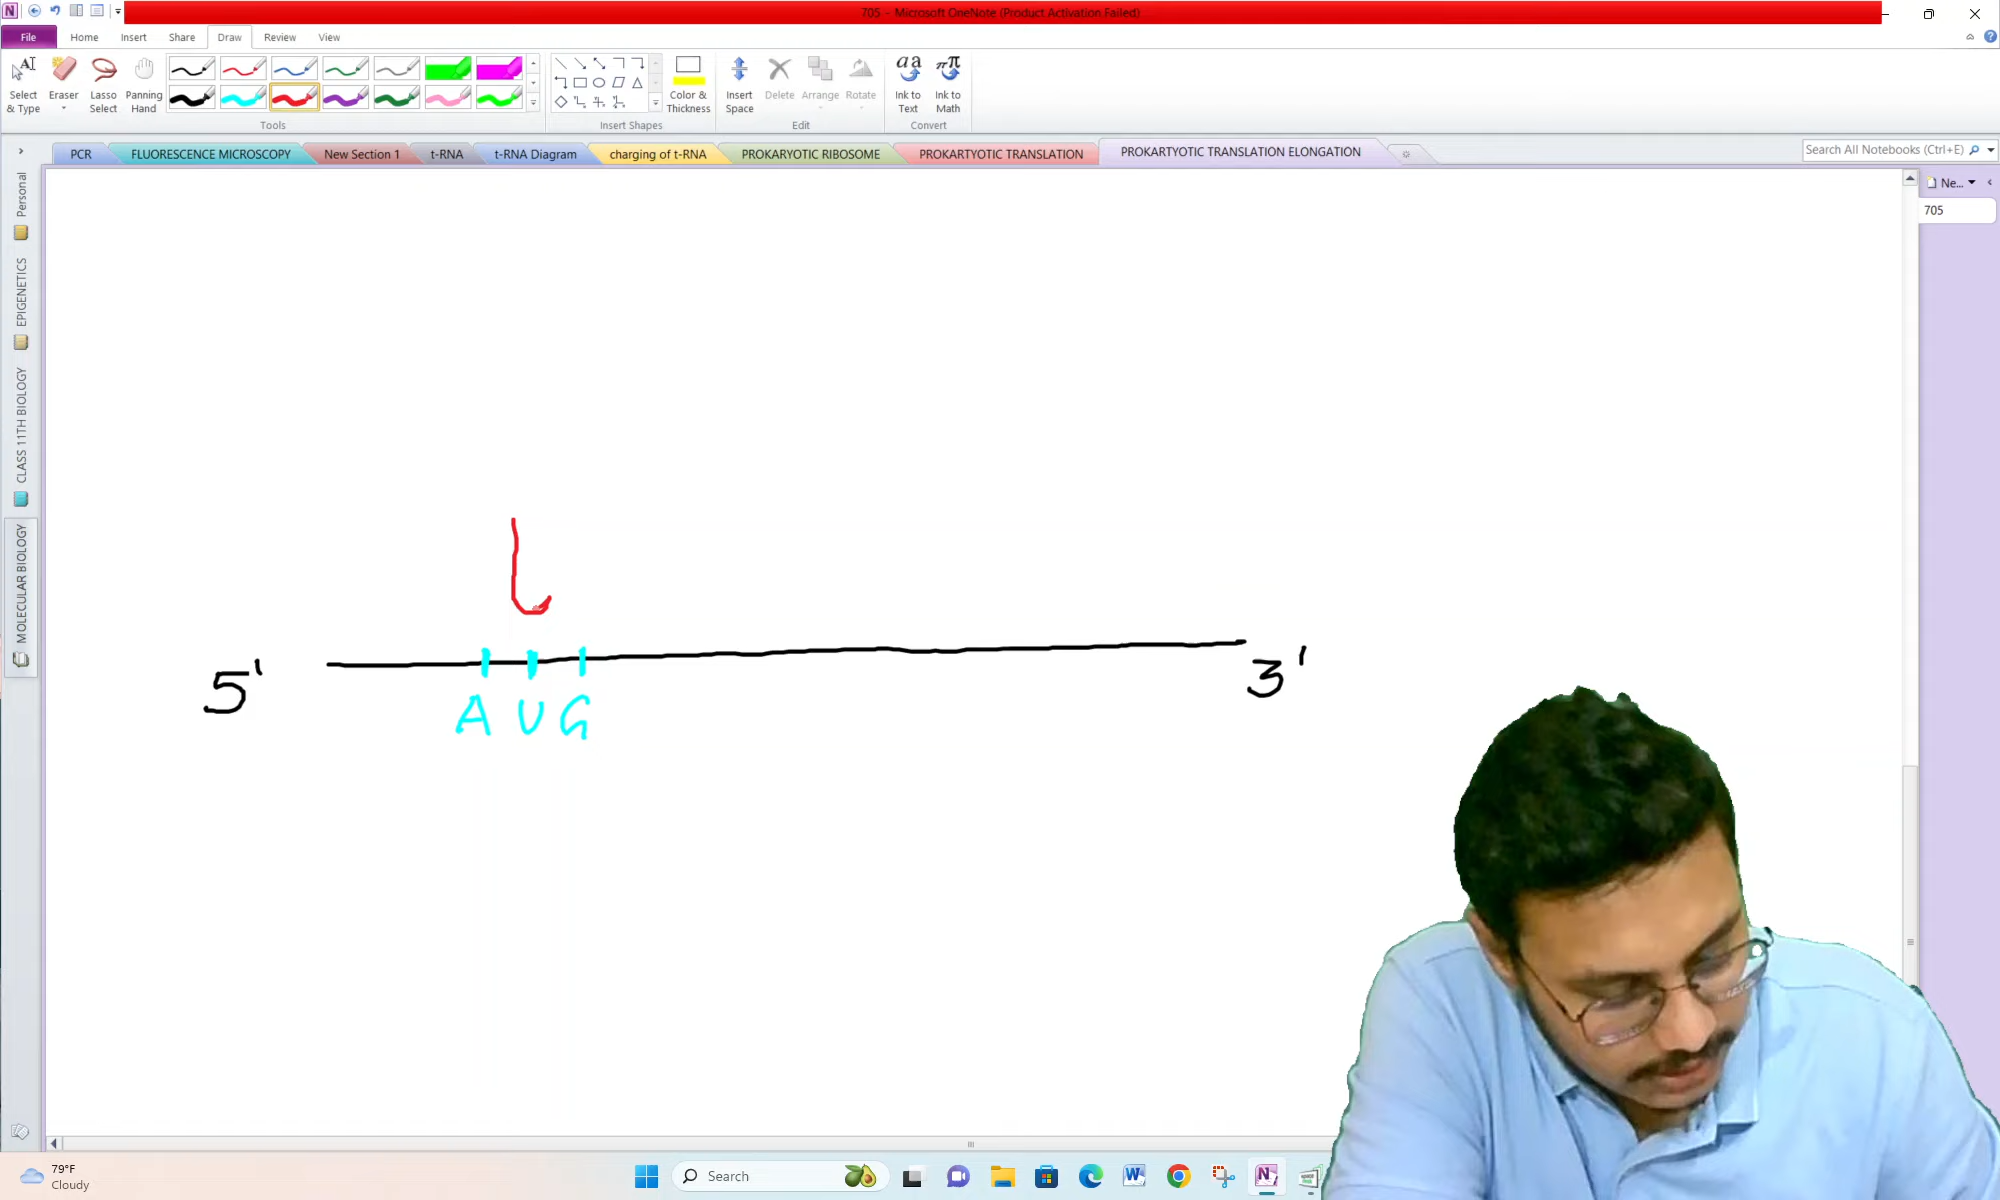 705 - Microsoft OneNote (Product Activation Failed)
File Home Insert Share Draw Review View
Select & Type
Eraser
Lasso Select
Panning Hand
Color & Thickness
Insert Space
Delete
Arrange
Rotate
Ink to Text
Ink to Math
Tools
Insert Shapes
Edit
Convert
PCR FLUORESCENCE MICROSCOPY New Section 1 t-RNA t-RNA Diagram charging of t-RNA PROKARYOTIC RIBOSOME PROKARTYOTIC TRANSLATION PROKARTYOTIC TRANSLATION ELONGATION
Search All Notebooks (Ctrl+E)
Ne...
705
Personal
EPIGENETICS
CLASS 11TH BIOLOGY
MOLECULAR BIOLOGY
5' 3'
A U G
79°F
Cloudy
Search